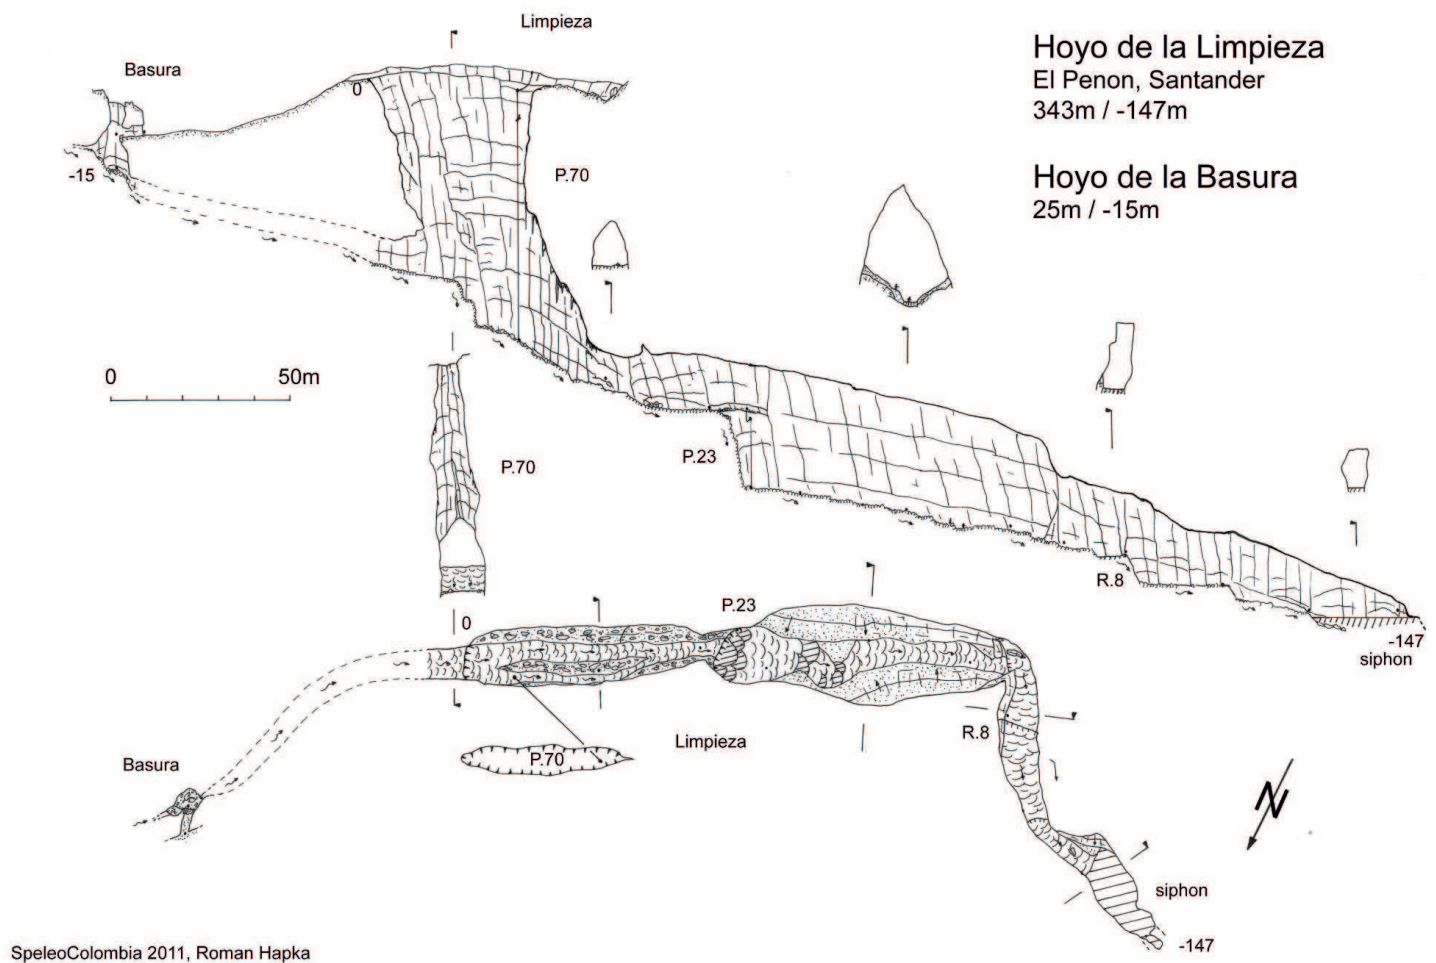 Limpieza
Hoyo de la Limpieza
El Penon, Santander
343m / -147m
Basura
0
-15
P.70
Hoyo de la Basura
25m / -15m
0 50m
P.23
P.70
R.8
P.23
0
-147
siphon
Limpieza
R.8
P.70
Basura
N
siphon
-147
SpeleoColombia 2011, Roman Hapka